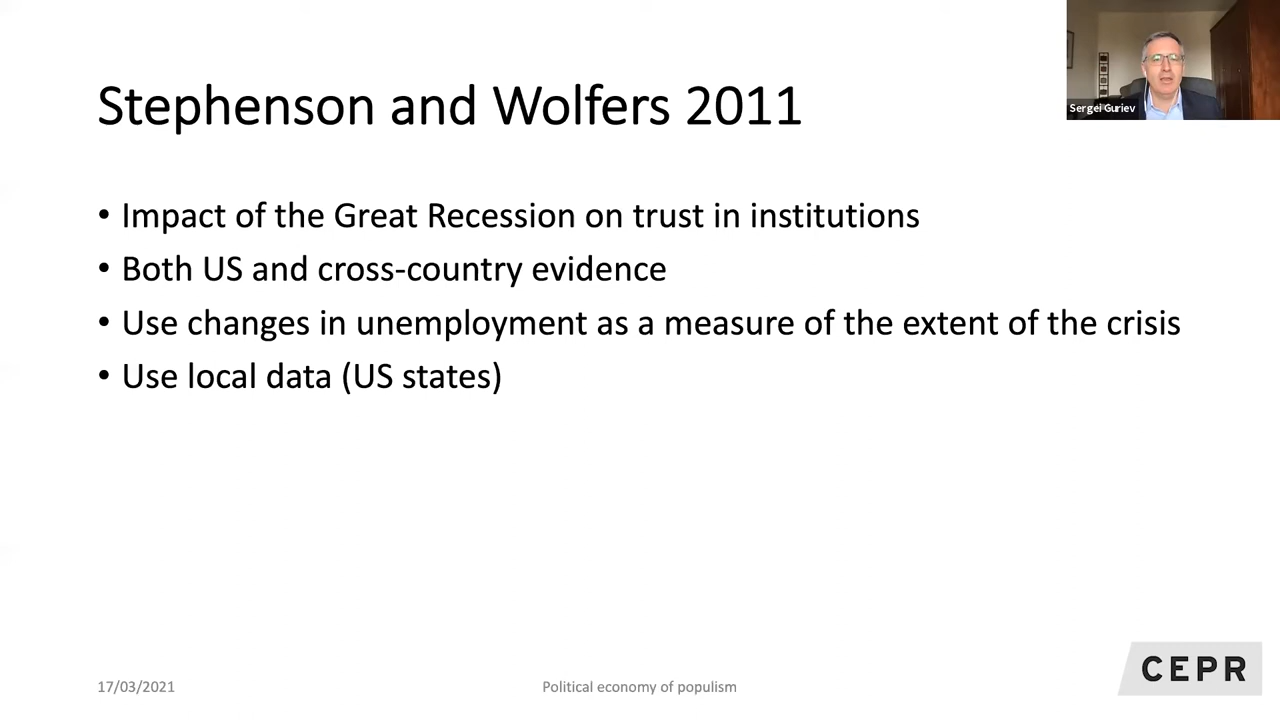 Sergei Guriev
Stephenson and Wolfers 2011
• Impact of the Great Recession on trust in institutions
• Both US and cross-country evidence
• Use changes in unemployment as a measure of the extent of the crisis
• Use local data (US states)
17/03/2021
Political economy of populism
CEPR